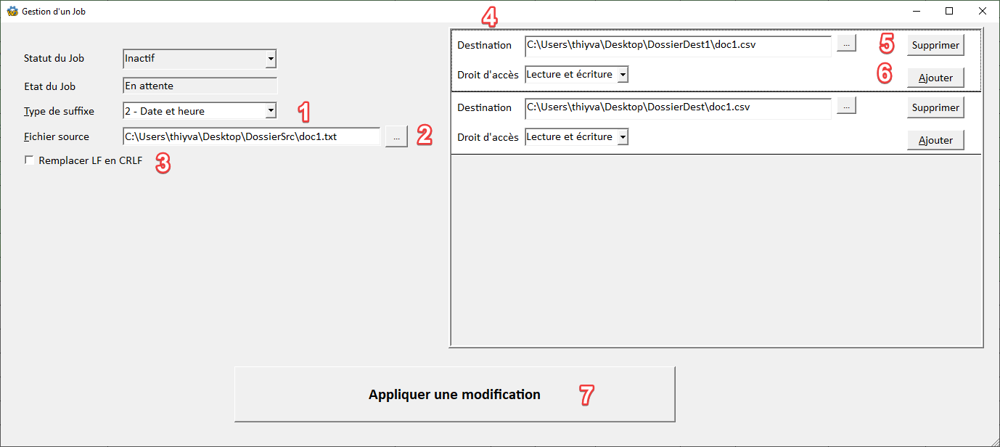 Gestion d'un Job
Statut du Job
Inactif
Etat du Job
En attente
Type de suffixe
2 - Date et heure
1
Fichier source
C:\Users\thiyva\Desktop\DossierSrc\doc1.txt
...
2
Remplacer LF en CRLF
3
4
Destination
C:\Users\thiyva\Desktop\DossierDest1\doc1.csv
...
5
Supprimer
Droit d'accès
Lecture et écriture
6
Ajouter
Destination
C:\Users\thiyva\Desktop\DossierDest\doc1.csv
...
Supprimer
Droit d'accès
Lecture et écriture
Ajouter
Appliquer une modification
7